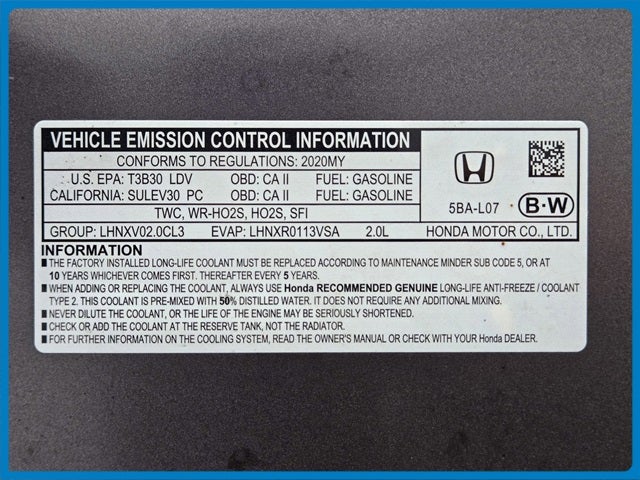 VEHICLE EMISSION CONTROL INFORMATION
CONFORMS TO REGULATIONS: 2020MY
U.S. EPA: T3B30 LDV OBD: CA II FUEL: GASOLINE
CALIFORNIA: SULEV30 PC OBD: CA II FUEL: GASOLINE
TWC, WR-HO2S, HO2S, SFI
GROUP: LHNXV02.0CL3 EVAP: LHNXR0113VSA 2.0L
5BA-L07 B·W
HONDA MOTOR CO., LTD.
INFORMATION
■ THE FACTORY INSTALLED LONG-LIFE COOLANT MUST BE REPLACED ACCORDING TO MAINTENANCE MINDER SUB CODE 5, OR AT
10 YEARS WHICHEVER COMES FIRST. THEREAFTER EVERY 5 YEARS.
■ WHEN ADDING OR REPLACING THE COOLANT, ALWAYS USE Honda RECOMMENDED GENUINE LONG-LIFE ANTI-FREEZE / COOLANT
TYPE 2. THIS COOLANT IS PRE-MIXED WITH 50% DISTILLED WATER. IT DOES NOT REQUIRE ANY ADDITIONAL MIXING.
■ NEVER DILUTE THE COOLANT, OR THE LIFE OF THE ENGINE MAY BE SERIOUSLY SHORTENED.
■ CHECK OR ADD THE COOLANT AT THE RESERVE TANK, NOT THE RADIATOR.
■ FOR FURTHER INFORMATION ON THE COOLING SYSTEM, READ THE OWNER'S MANUAL OR CHECK WITH YOUR Honda DEALER.